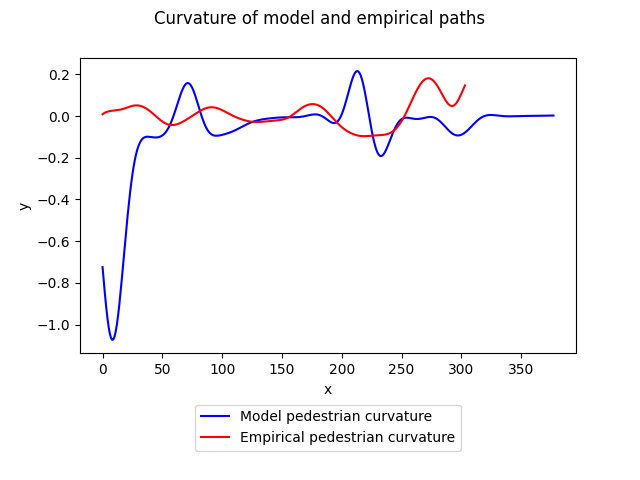 Curvature of model and empirical paths
0.2
0.0
−0.2
−0.4
−0.6
−0.8
−1.0
y
0 50 100 150 200 250 300 350
x
Model pedestrian curvature
Empirical pedestrian curvature